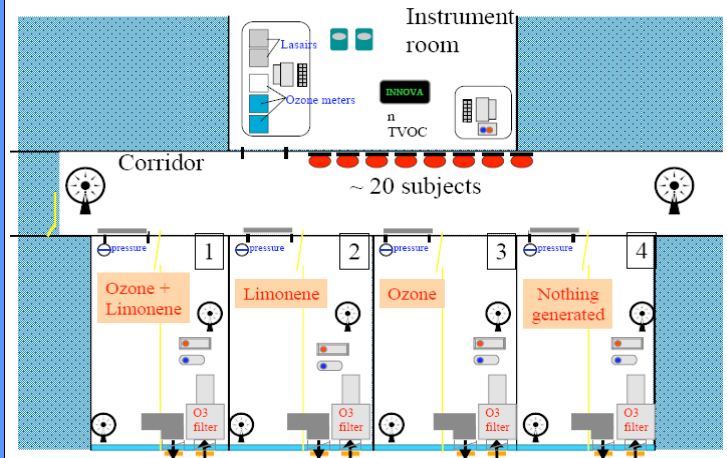 Instrument
room
Lasairs
Ozone meters
INNOVA
n
TVOC
Corridor
~ 20 subjects
pressure
1
pressure
2
pressure
3
pressure
4
Ozone +
Limonene
Limonene
Ozone
Nothing
generated
O3
filter
O3
filter
O3
filter
O3
filter